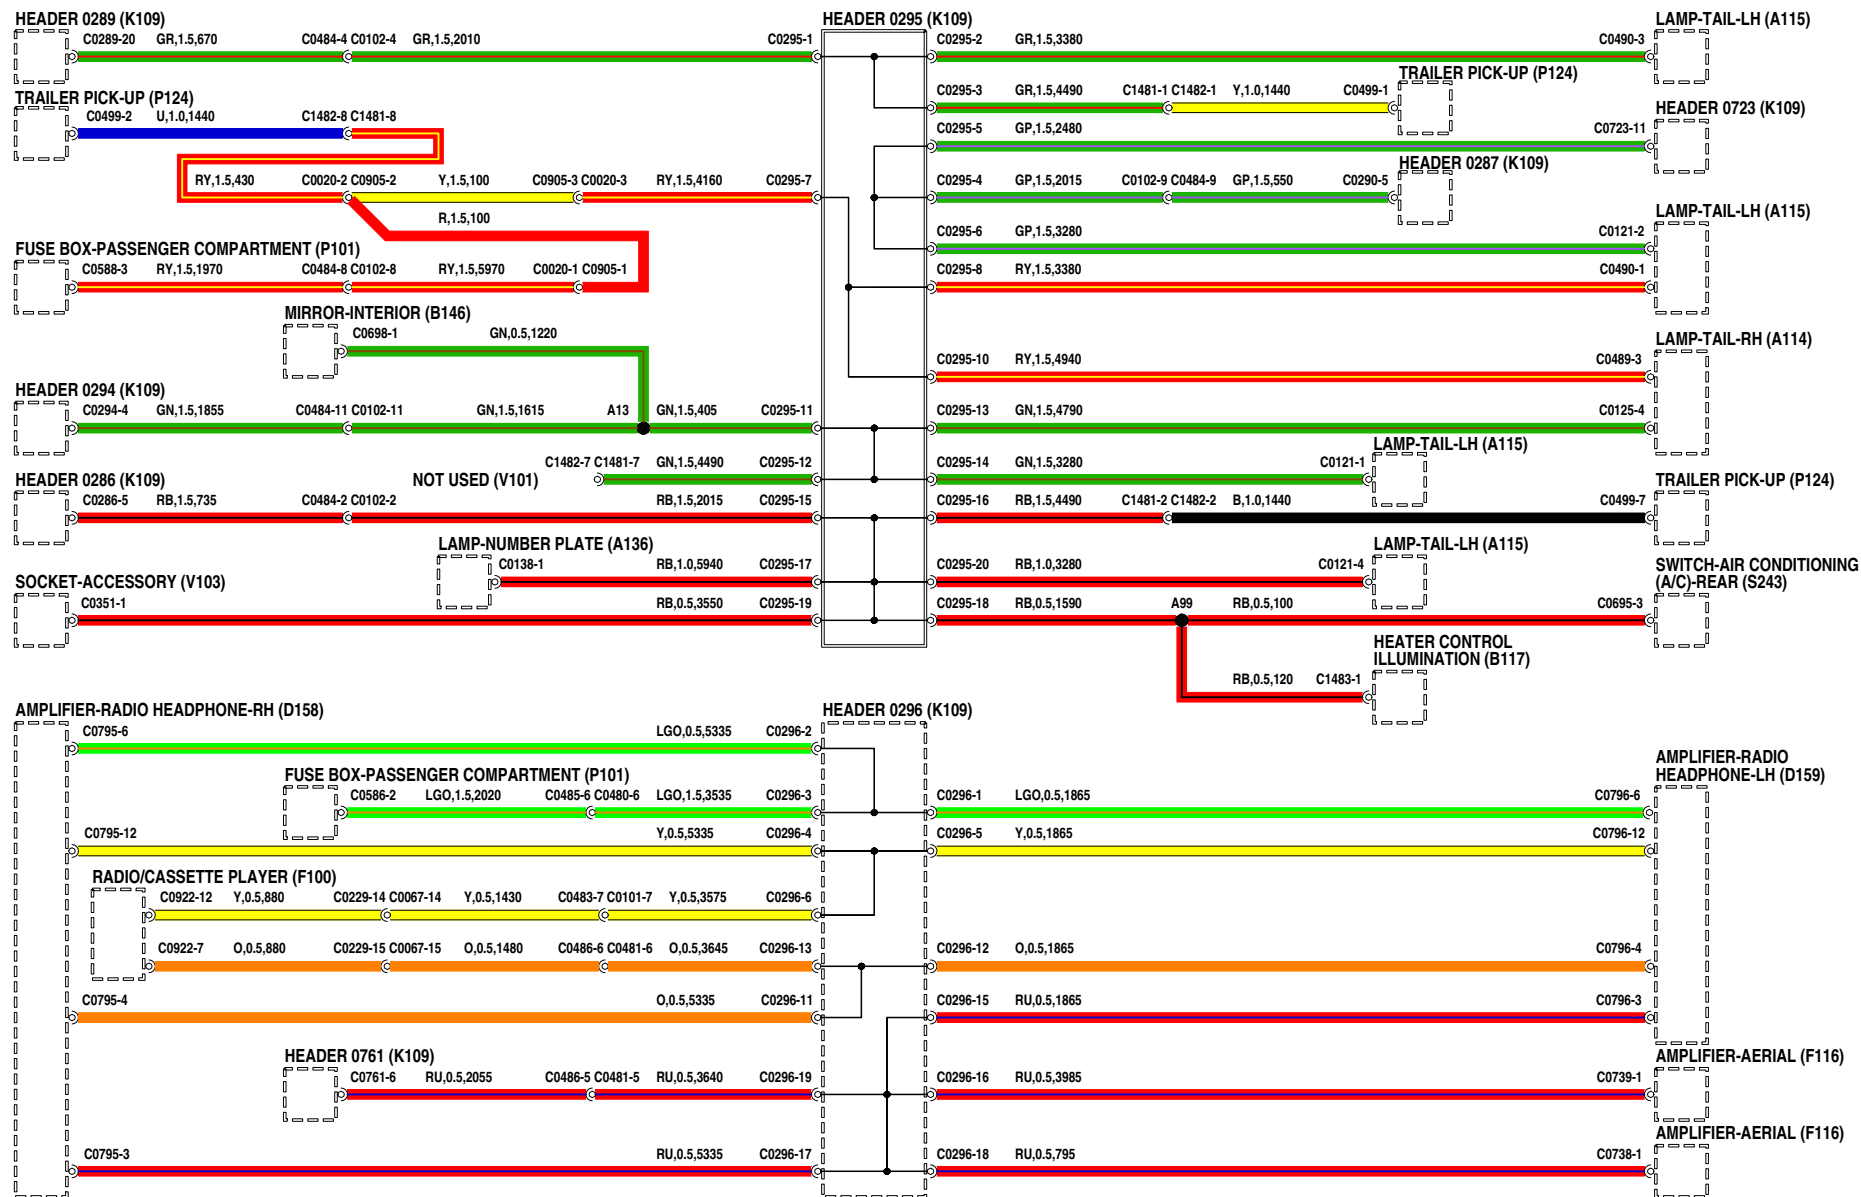 HEADER 0289 (K109)
C0289-20 GR,1.5,670 C0484-4 C0102-4 GR,1.5,2010 C0295-1
TRAILER PICK-UP (P124)
C0499-2 U,1.0,1440 C1482-8 C1481-8
RY,1.5,430 C0020-2 C0905-2 Y,1.5,100 C0905-3 C0020-3 RY,1.5,4160 C0295-7
R,1.5,100
FUSE BOX-PASSENGER COMPARTMENT (P101)
C0588-3 RY,1.5,1970 C0484-8 C0102-8 RY,1.5,5970 C0020-1 C0905-1
MIRROR-INTERIOR (B146)
C0698-1 GN,0.5,1220
HEADER 0294 (K109)
C0294-4 GN,1.5,1855 C0484-11 C0102-11 GN,1.5,1615 A13 GN,1.5,405 C0295-11
C1482-7 C1481-7 GN,1.5,4490 C0295-12
NOT USED (V101)
HEADER 0286 (K109)
C0286-5 RB,1.5,735 C0484-2 C0102-2 RB,1.5,2015 C0295-15
LAMP-NUMBER PLATE (A136)
C0138-1 RB,1.0,5940 C0295-17
SOCKET-ACCESSORY (V103)
C0351-1 RB,0.5,3550 C0295-19
HEADER 0295 (K109)
LAMP-TAIL-LH (A115)
C0295-2 GR,1.5,3380 C0490-3
TRAILER PICK-UP (P124)
C0295-3 GR,1.5,4490 C1481-1 C1482-1 Y,1.0,1440 C0499-1
HEADER 0723 (K109)
C0295-5 GP,1.5,2480 C0723-11
HEADER 0287 (K109)
C0295-4 GP,1.5,2015 C0102-9 C0484-9 GP,1.5,550 C0290-5
LAMP-TAIL-LH (A115)
C0295-6 GP,1.5,3280 C0121-2
C0295-8 RY,1.5,3380 C0490-1
LAMP-TAIL-RH (A114)
C0295-10 RY,1.5,4940 C0489-3
C0295-13 GN,1.5,4790 C0125-4
LAMP-TAIL-LH (A115)
C0295-14 GN,1.5,3280 C0121-1
TRAILER PICK-UP (P124)
C0295-16 RB,1.5,4490 C1481-2 C1482-2 B,1.0,1440 C0499-7
LAMP-TAIL-LH (A115)
C0295-20 RB,1.0,3280 C0121-4
SWITCH-AIR CONDITIONING
(A/C)-REAR (S243)
C0295-18 RB,0.5,1590 A99 RB,0.5,100 C0695-3
HEATER CONTROL
ILLUMINATION (B117)
RB,0.5,120 C1483-1
AMPLIFIER-RADIO HEADPHONE-RH (D158)
C0795-6 LGO,0.5,5335 C0296-2
FUSE BOX-PASSENGER COMPARTMENT (P101)
C0586-2 LGO,1.5,2020 C0485-6 C0480-6 LGO,1.5,3535 C0296-3
C0795-12 Y,0.5,5335 C0296-4
RADIO/CASSETTE PLAYER (F100)
C0922-12 Y,0.5,880 C0229-14 C0067-14 Y,0.5,1430 C0483-7 C0101-7 Y,0.5,3575 C0296-6
C0922-7 O,0.5,880 C0229-15 C0067-15 O,0.5,1480 C0486-6 C0481-6 O,0.5,3645 C0296-13
C0795-4 O,0.5,5335 C0296-11
HEADER 0761 (K109)
C0761-6 RU,0.5,2055 C0486-5 C0481-5 RU,0.5,3640 C0296-19
C0795-3 RU,0.5,5335 C0296-17
HEADER 0296 (K109)
AMPLIFIER-RADIO
HEADPHONE-LH (D159)
C0296-1 LGO,0.5,1865 C0796-6
C0296-5 Y,0.5,1865 C0796-12
C0296-12 O,0.5,1865 C0796-4
C0296-15 RU,0.5,1865 C0796-3
AMPLIFIER-AERIAL (F116)
C0296-16 RU,0.5,3985 C0739-1
AMPLIFIER-AERIAL (F116)
C0296-18 RU,0.5,795 C0738-1